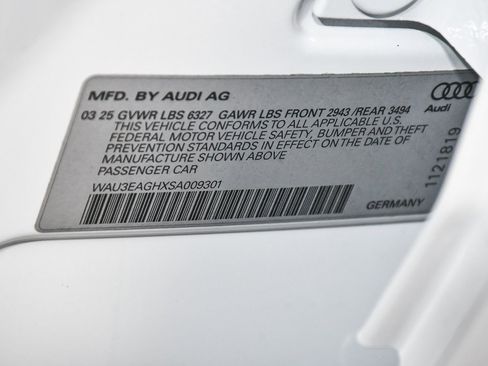 MFD. BY AUDI AG
03 25 GVWR LBS 6327 GAWR LBS FRONT 2943 /REAR 3494
THIS VEHICLE CONFORMS TO ALL APPLICABLE U.S.
FEDERAL MOTOR VEHICLE SAFETY, BUMPER AND THEFT
PREVENTION STANDARDS IN EFFECT ON THE DATE OF
MANUFACTURE SHOWN ABOVE
PASSENGER CAR
WAU3EAGHXSA009301
GERMANY
Audi
1121819